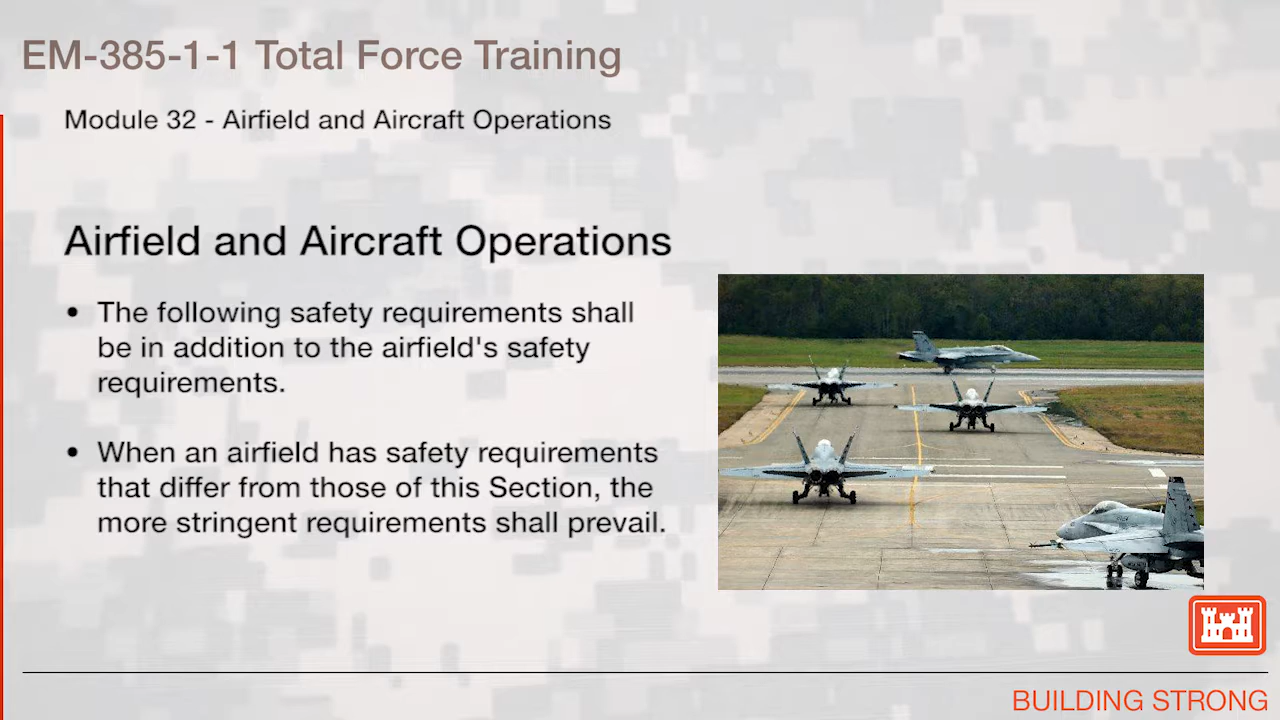 EM-385-1-1 Total Force Training
Module 32 - Airfield and Aircraft Operations
Airfield and Aircraft Operations
• The following safety requirements shall
be in addition to the airfield's safety
requirements.
• When an airfield has safety requirements
that differ from those of this Section, the
more stringent requirements shall prevail.
BUILDING STRONG